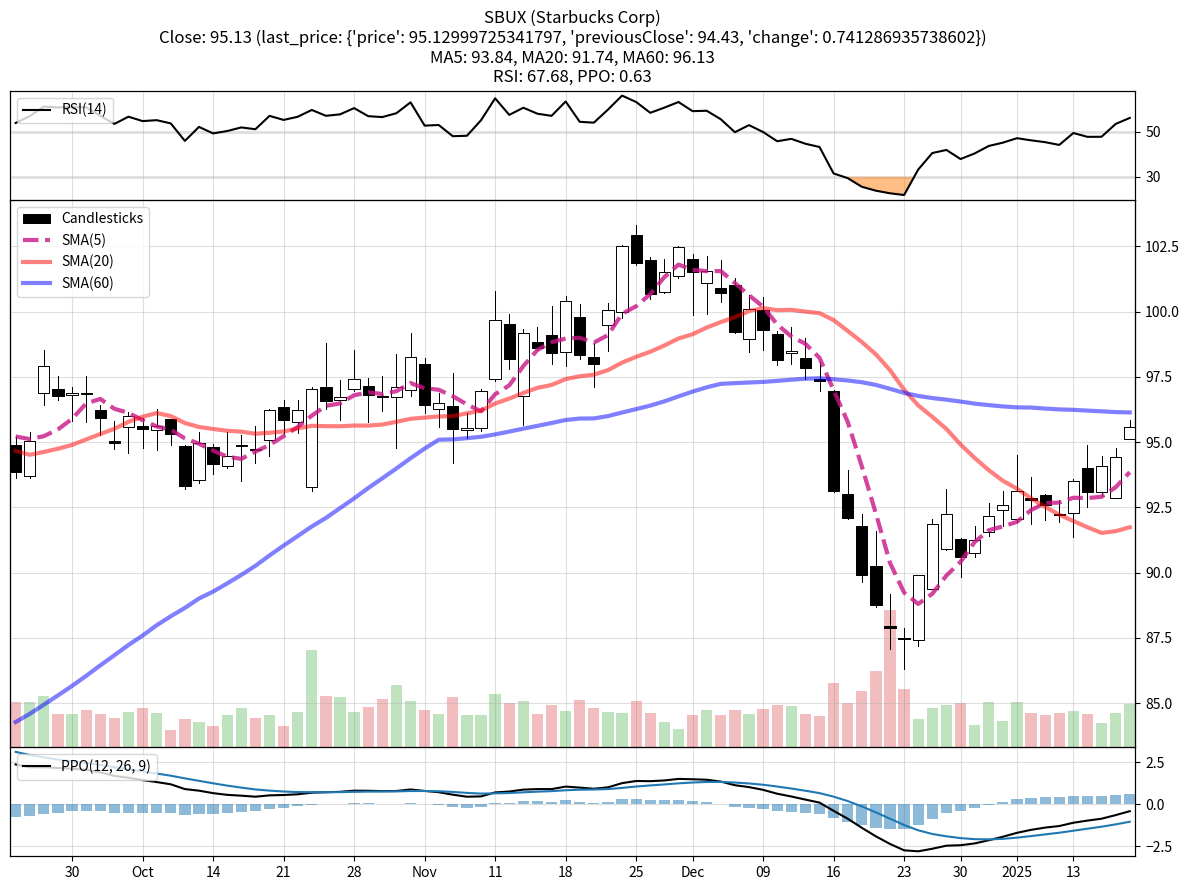 SBUX (Starbucks Corp)
Close: 95.13 (last_price: {'price': 95.12999725341797, 'previousClose': 94.43, 'change': 0.741286935738602})
MA5: 93.84, MA20: 91.74, MA60: 96.13
RSI: 67.68, PPO: 0.63
RSI(14)
50
30
Candlesticks
SMA(5)
SMA(20)
SMA(60)
102.5
100.0
97.5
95.0
92.5
90.0
87.5
85.0
PPO(12, 26, 9)
2.5
0.0
−2.5
30 Oct 14 21 28 Nov 11 18 25 Dec 09 16 23 30 2025 13